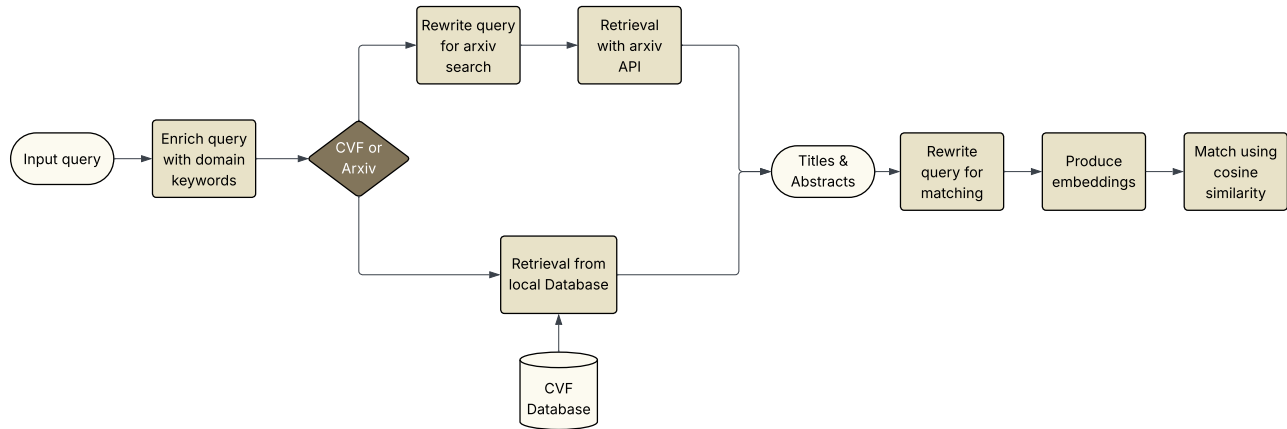 Input query
Enrich query
with domain
keywords
CVF or
Arxiv
Rewrite query
for arxiv
search
Retrieval
with arxiv
API
Retrieval from
local Database
CVF
Database
Titles &
Abstracts
Rewrite
query for
matching
Produce
embeddings
Match using
cosine
similarity